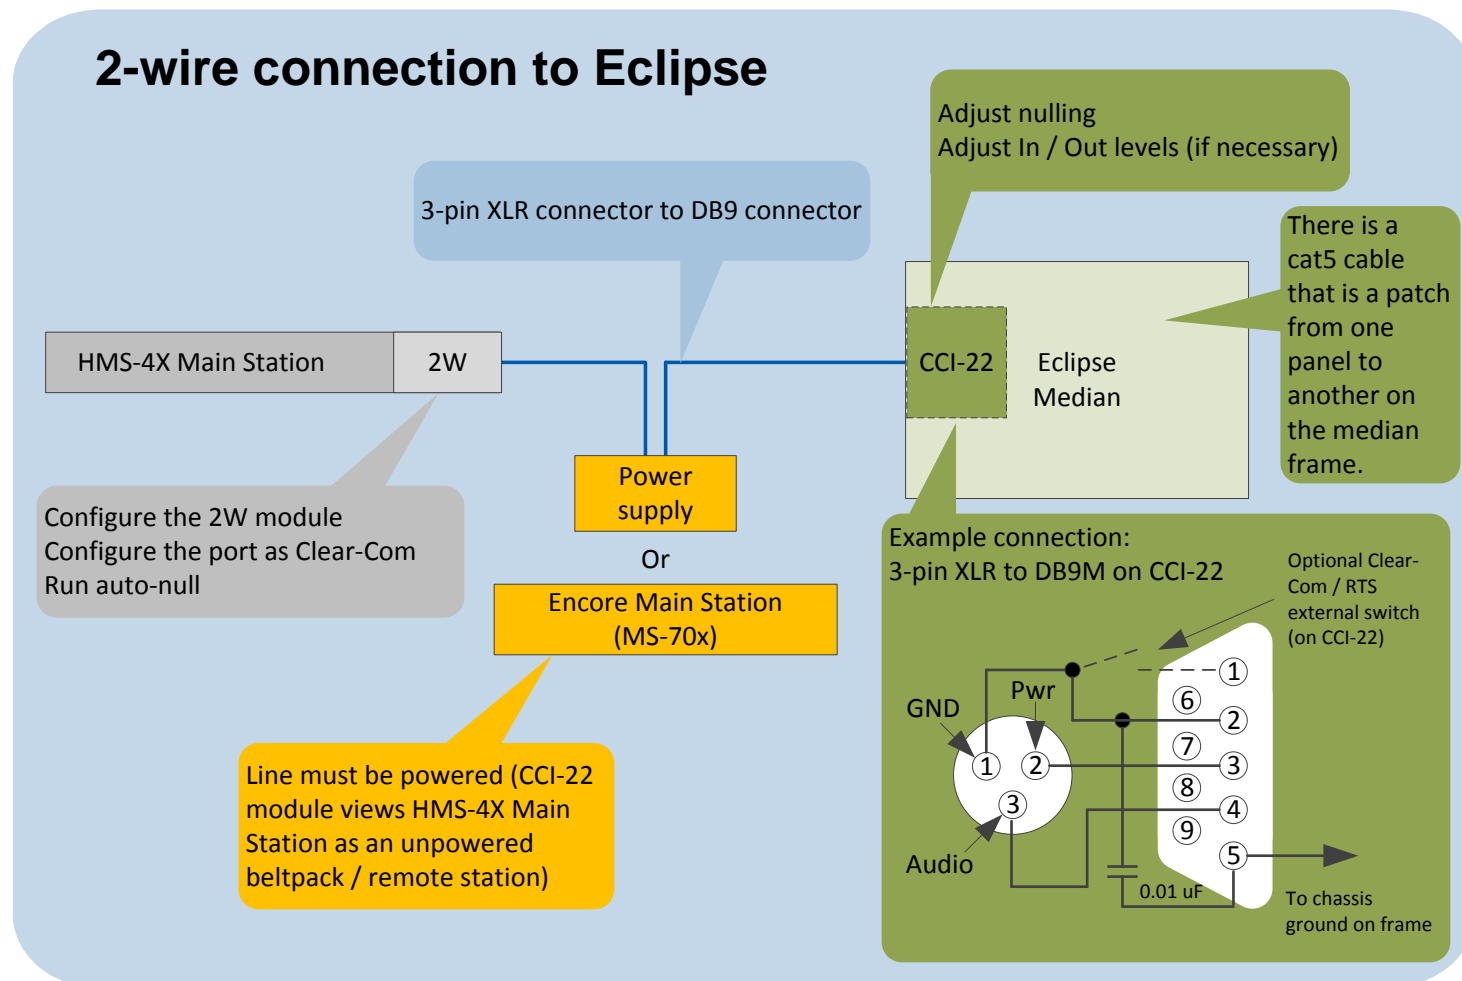 2-wire connection to Eclipse
Adjust nulling
Adjust In / Out levels (if necessary)
3-pin XLR connector to DB9 connector
There is a
cat5 cable
that is a patch
from one
panel to
another on
the median
frame.
HMS-4X Main Station
2W
CCI-22
Eclipse
Median
Power
supply
Or
Encore Main Station
(MS-70x)
Configure the 2W module
Configure the port as Clear-Com
Run auto-null
Line must be powered (CCI-22
module views HMS-4X Main
Station as an unpowered
beltpack / remote station)
Example connection:
3-pin XLR to DB9M on CCI-22
Optional Clear-
Com / RTS
external switch
(on CCI-22)
GND
Pwr
Audio
1
2
3
1
6
2
7
3
8
4
9
5
0.01 uF
To chassis
ground on frame